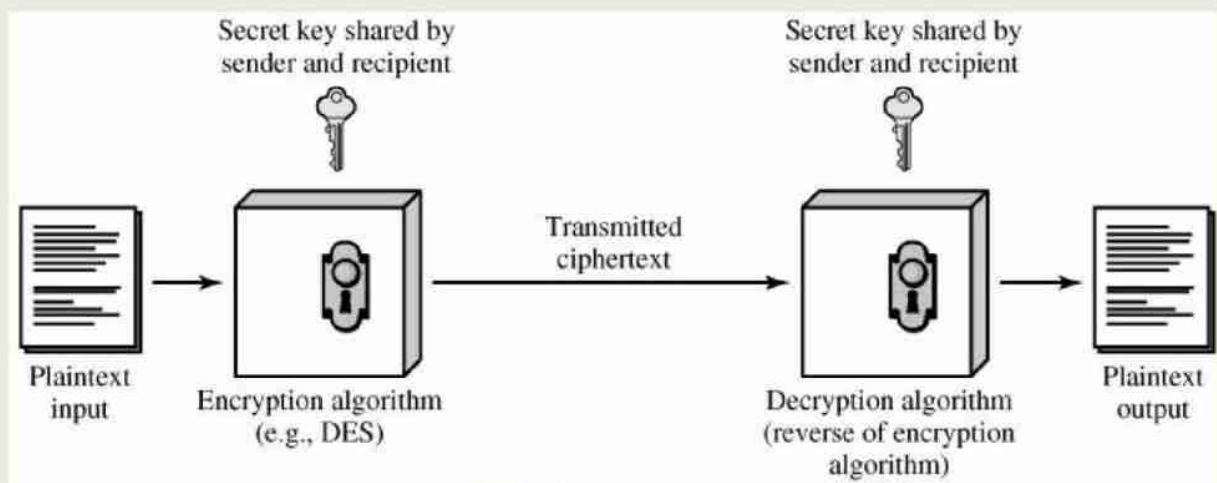 Secret key shared by
sender and recipient
Secret key shared by
sender and recipient
Transmitted
ciphertext
Plaintext
input
Encryption algorithm
(e.g., DES)
Decryption algorithm
(reverse of encryption
algorithm)
Plaintext
output